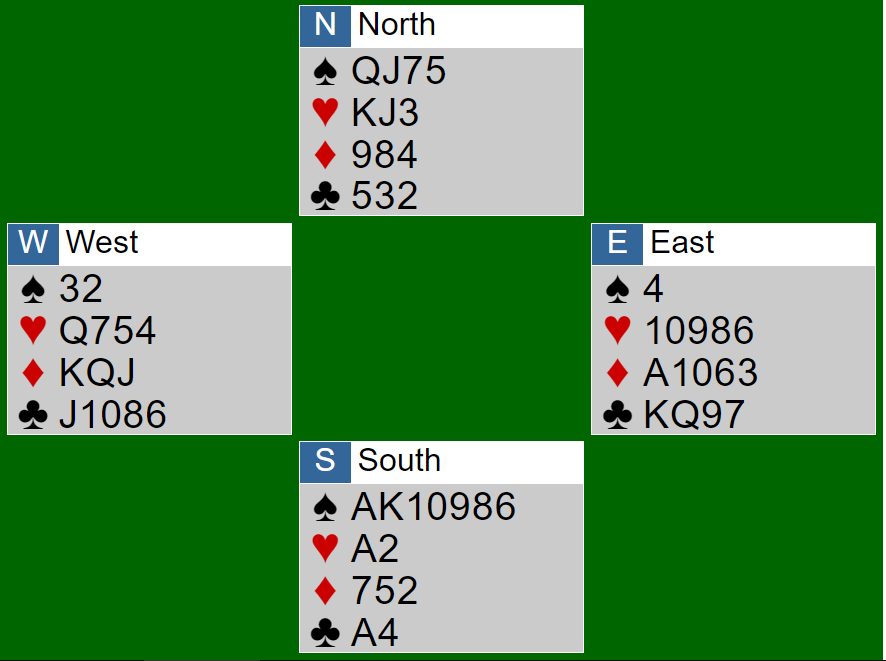 N North
♠ QJ75
♥ KJ3
♦ 984
♣ 532
W West
♠ 32
♥ Q754
♦ KQJ
♣ J1086
E East
♠ 4
♥ 10986
♦ A1063
♣ KQ97
S South
♠ AK10986
♥ A2
♦ 752
♣ A4